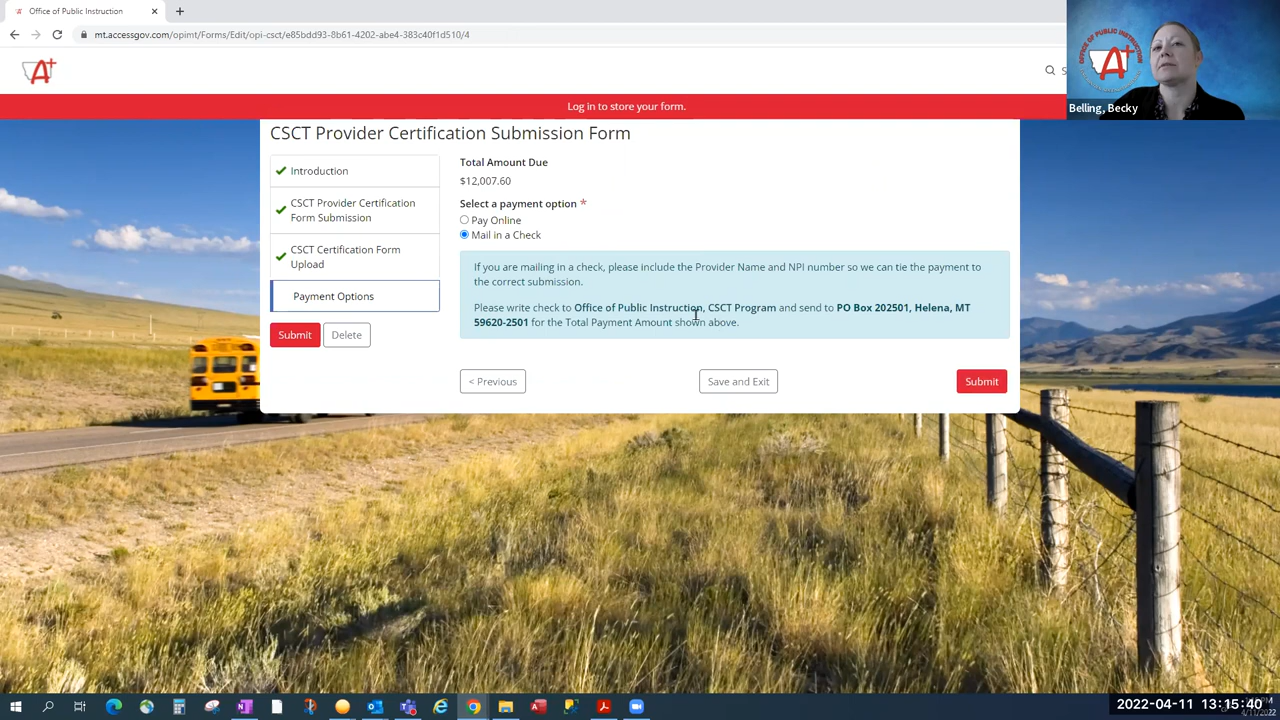 Office of Public Instruction
mt.accessgov.com/opimt/Forms/Edit/opi-csct/e85bdd93-8b61-4202-abe4-383c40f1d510/4
A+
S
OFFICE OF PUBLIC INSTRUCTION
A+
Belling, Becky
Log in to store your form.
CSCT Provider Certification Submission Form
Introduction
CSCT Provider Certification
Form Submission
CSCT Certification Form
Upload
Payment Options
Submit
Delete
Total Amount Due
$12,007.60
Select a payment option *
Pay Online
Mail in a Check
If you are mailing in a check, please include the Provider Name and NPI number so we can tie the payment to
the correct submission.
Please write check to Office of Public Instruction, CSCT Program and send to PO Box 202501, Helena, MT
59620-2501 for the Total Payment Amount shown above.
< Previous
Save and Exit
Submit
2022-04-11 13:15:40